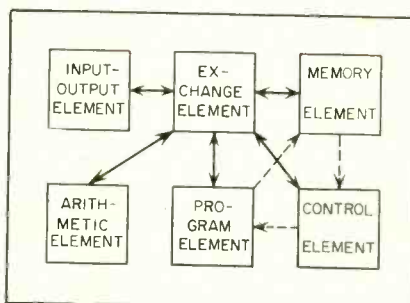 INPUT-
OUTPUT
ELEMENT
EX-
CHANGE
ELEMENT
MEMORY
ELEMENT
ARITH-
METIC
ELEMENT
PRO-
GRAM
ELEMENT
CONTROL
ELEMENT